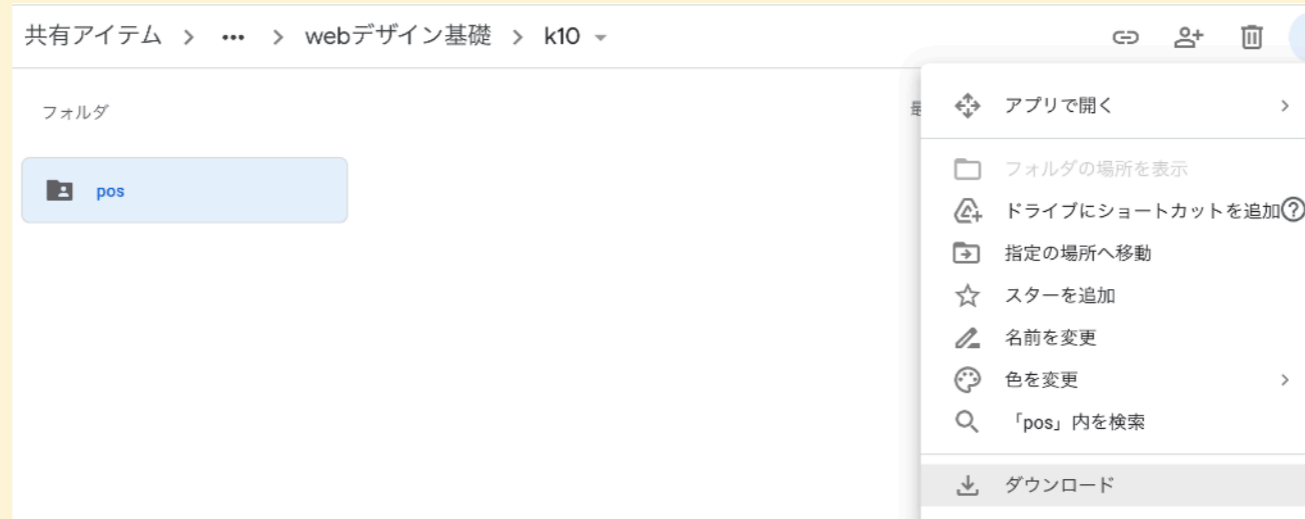 共有アイテム > ••• > webデザイン基礎 > k10
フォルダ
最
pos
アプリで開く
フォルダの場所を表示
ドライブにショートカットを追加
指定の場所へ移動
スターを追加
名前を変更
色を変更
「pos」内を検索
ダウンロード